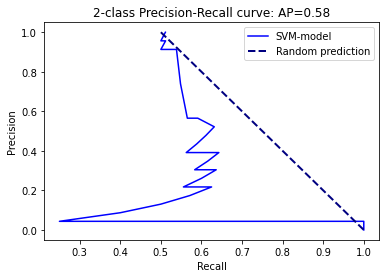 2-class Precision-Recall curve: AP=0.58
SVM-model
Random prediction
Precision
1.0
0.8
0.6
0.4
0.2
0.0
0.3 0.4 0.5 0.6 0.7 0.8 0.9 1.0
Recall